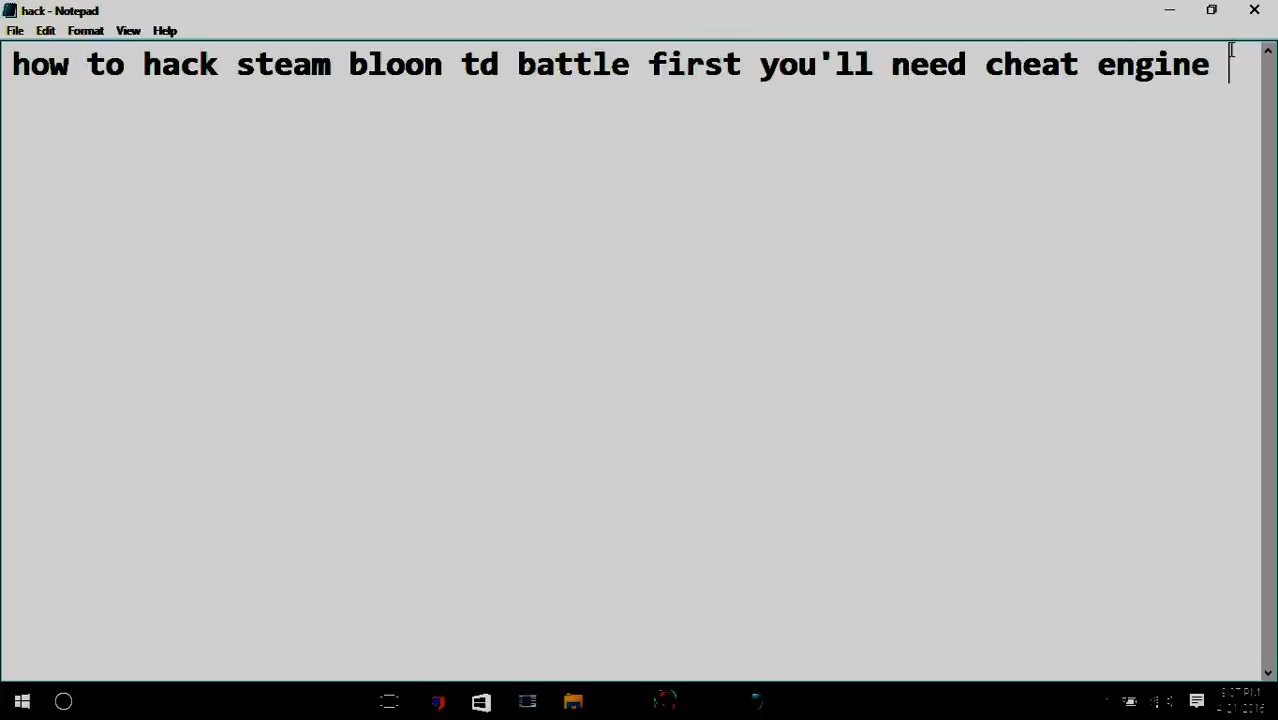 hack - Notepad
File Edit Format View Help
how to hack steam bloon td battle first you'll need cheat engine